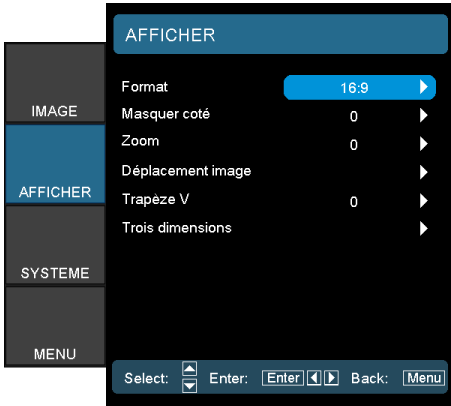 AFFICHER
IMAGE
AFFICHER
SYSTEME
MENU
Format 16:9
Masquer coté 0
Zoom 0
Déplacement image
Trapèze V 0
Trois dimensions
Select: Enter: Enter Back: Menu